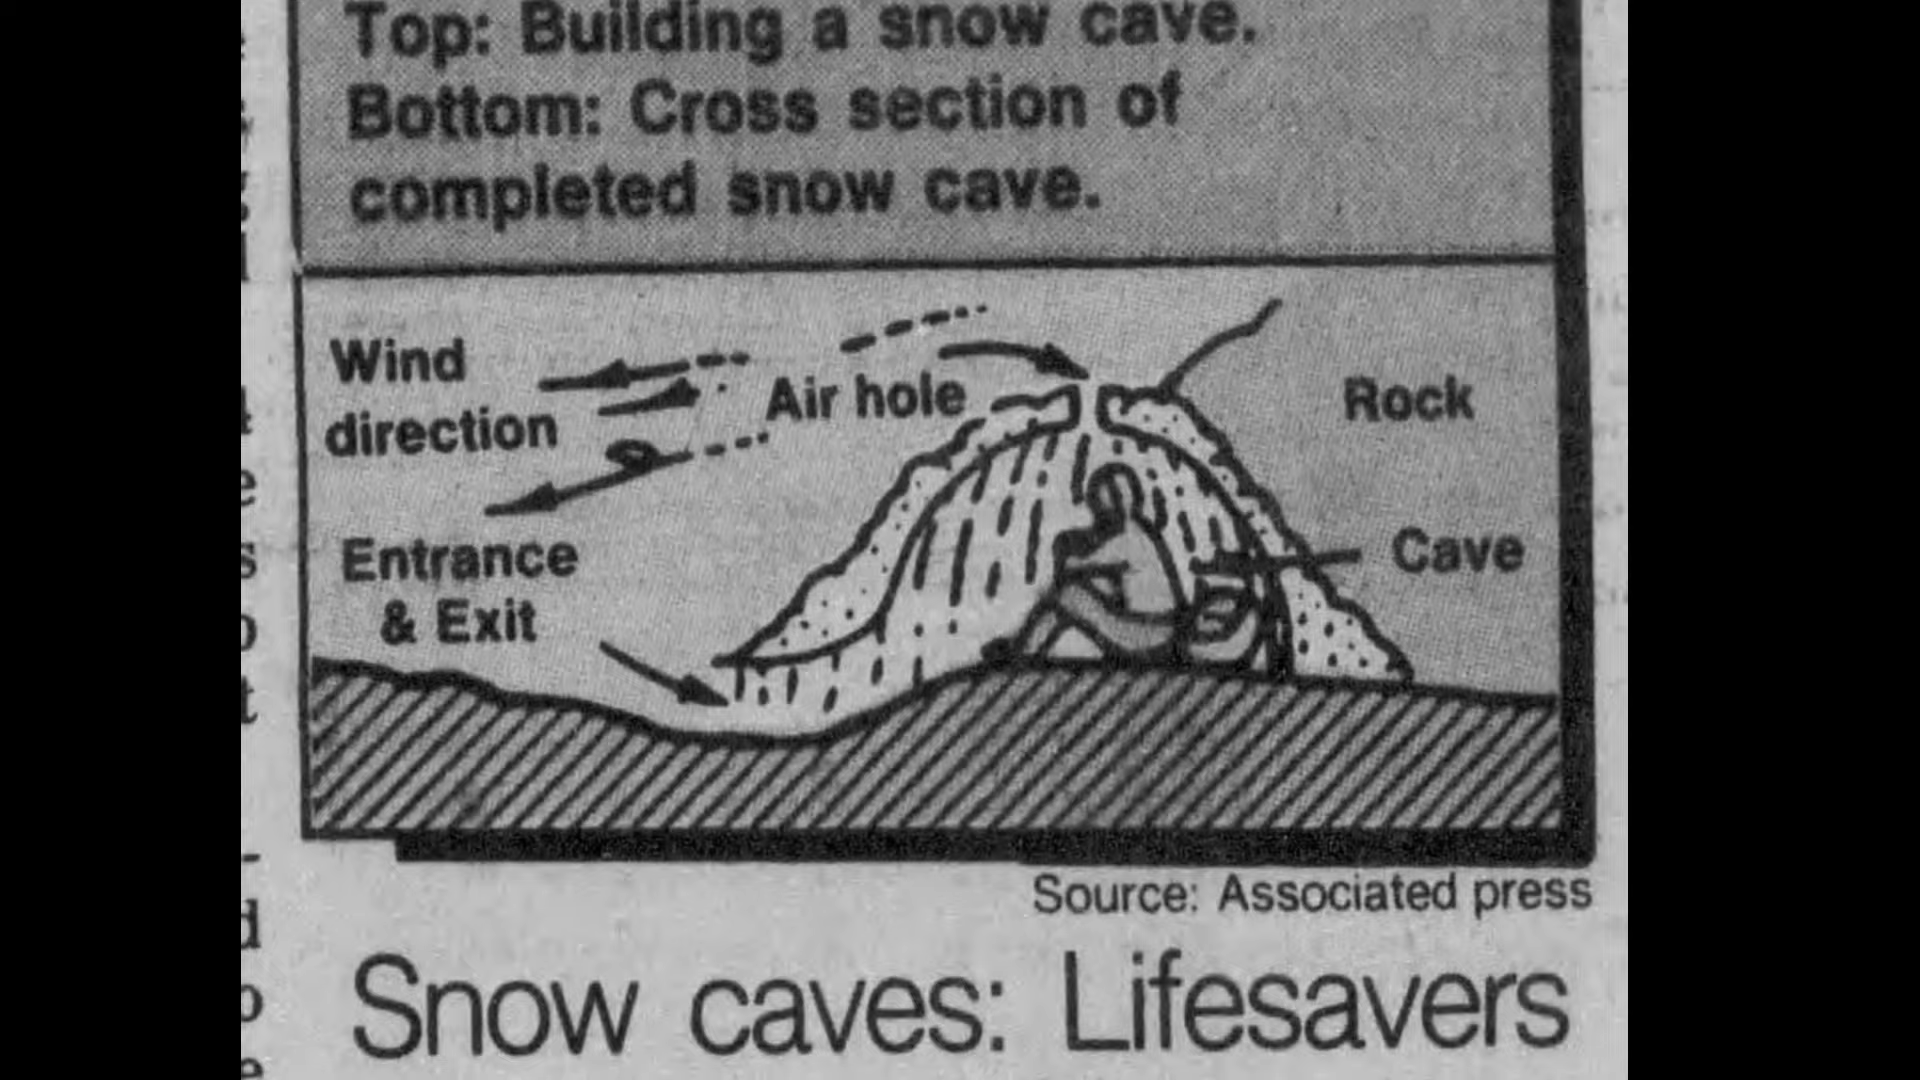 Top: Building a snow cave.
Bottom: Cross section of
completed snow cave.
Wind
direction
Air hole
Rock
Entrance
& Exit
Cave
Source: Associated press
Snow caves: Lifesavers